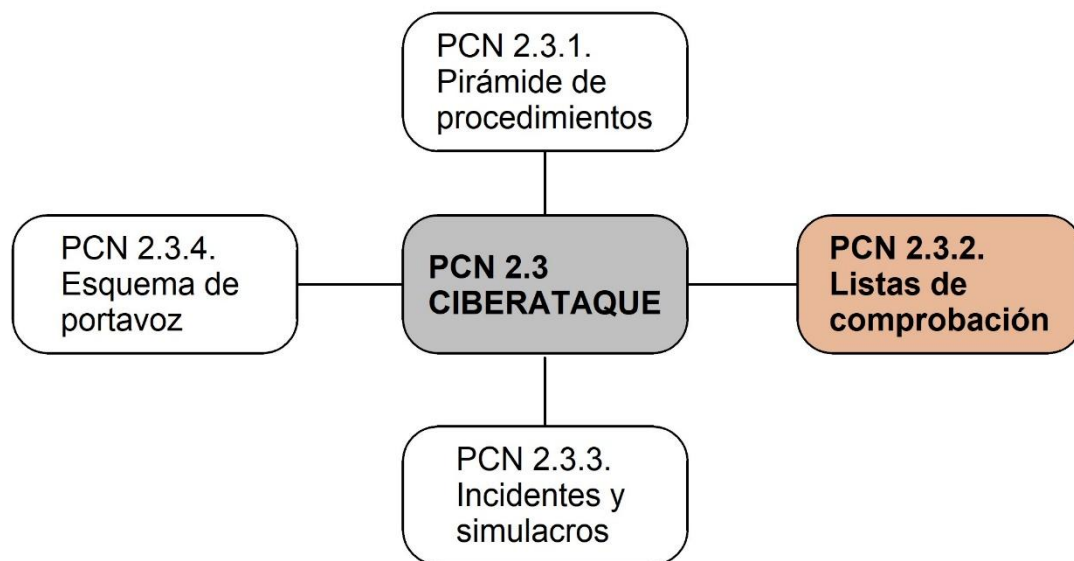 PCN 2.3.1.
Pirámide de
procedimientos
PCN 2.3.4.
Esquema de
portavoz
PCN 2.3
CIBERATAQUE
PCN 2.3.2.
Listas de
comprobación
PCN 2.3.3.
Incidentes y
simulacros